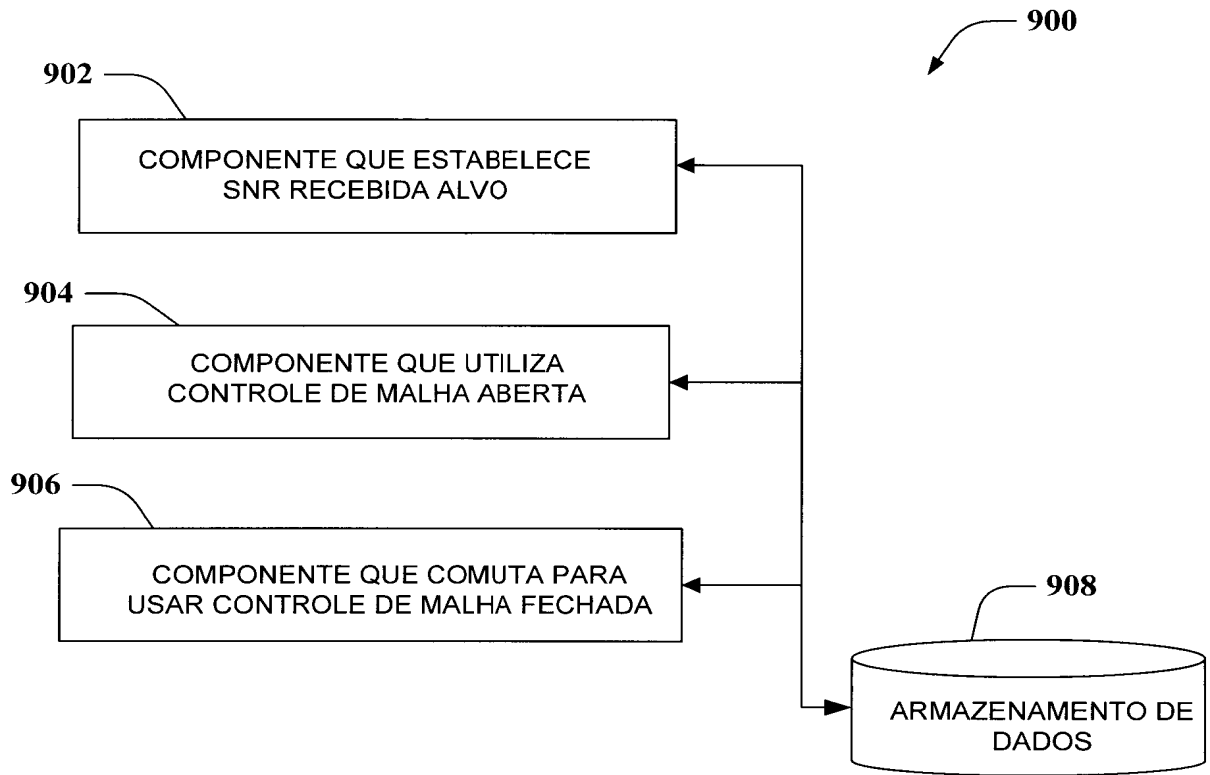 900
902
COMPONENTE QUE ESTABELECE
SNR RECEBIDA ALVO
904
COMPONENTE QUE UTILIZA
CONTROLE DE MALHA ABERTA
906
COMPONENTE QUE COMUTA PARA
USAR CONTROLE DE MALHA FECHADA
908
ARMAZENAMENTO DE
DADOS